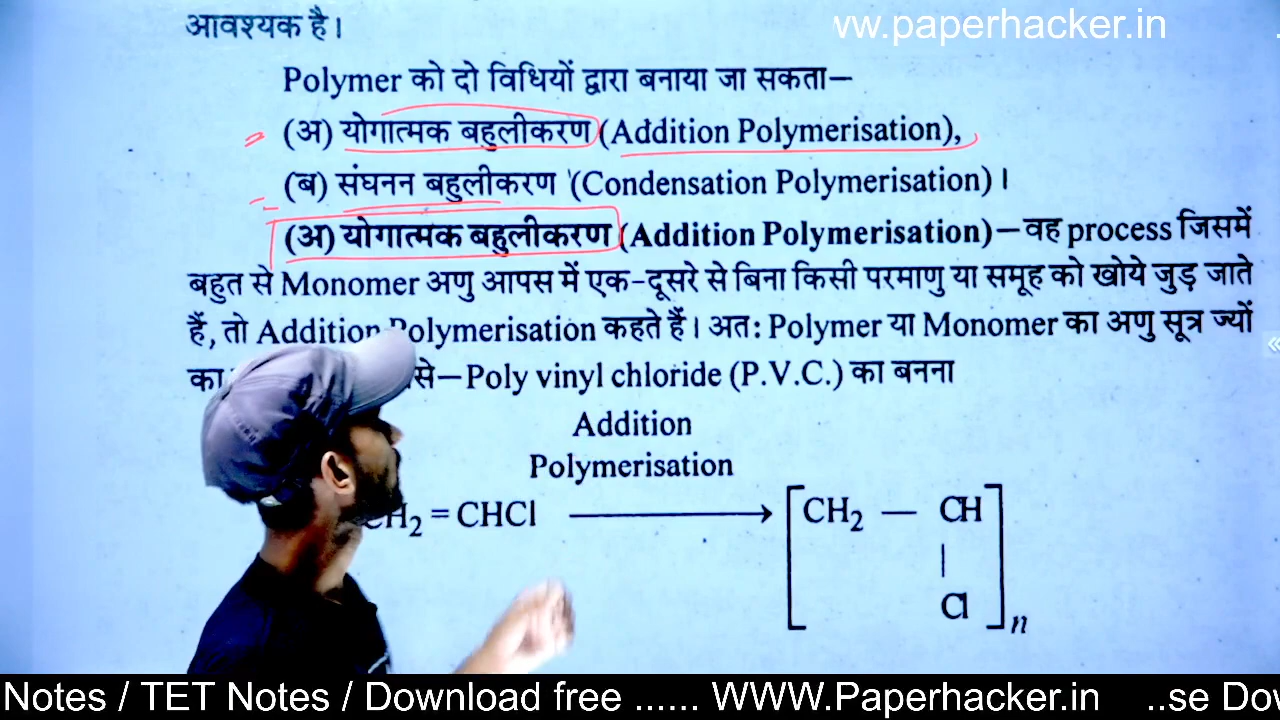 ww.paperhacker.in
आवश्यक है।
Polymer को दो विधियों द्वारा बनाया जा सकता—
(अ) योगात्मक बहुलीकरण (Addition Polymerisation),
(ब) संघनन बहुलीकरण (Condensation Polymerisation)।
(अ) योगात्मक बहुलीकरण (Addition Polymerisation)—वह process जिसमें
बहुत से Monomer अणु आपस में एक-दूसरे से बिना किसी परमाणु या समूह को खोये जुड़ जाते
हैं, तो Addition Polymerisation कहते हैं। अत: Polymer या Monomer का अणु सूत्र ज्यों
का —Poly vinyl chloride (P.V.C.) का बनना
Addition
Polymerisation
CH₂ = CHCl ⟶ [CH₂ — CH
|
Cl]n
Notes / TET Notes / Download free ...... WWW.Paperhacker.in ..se Dow